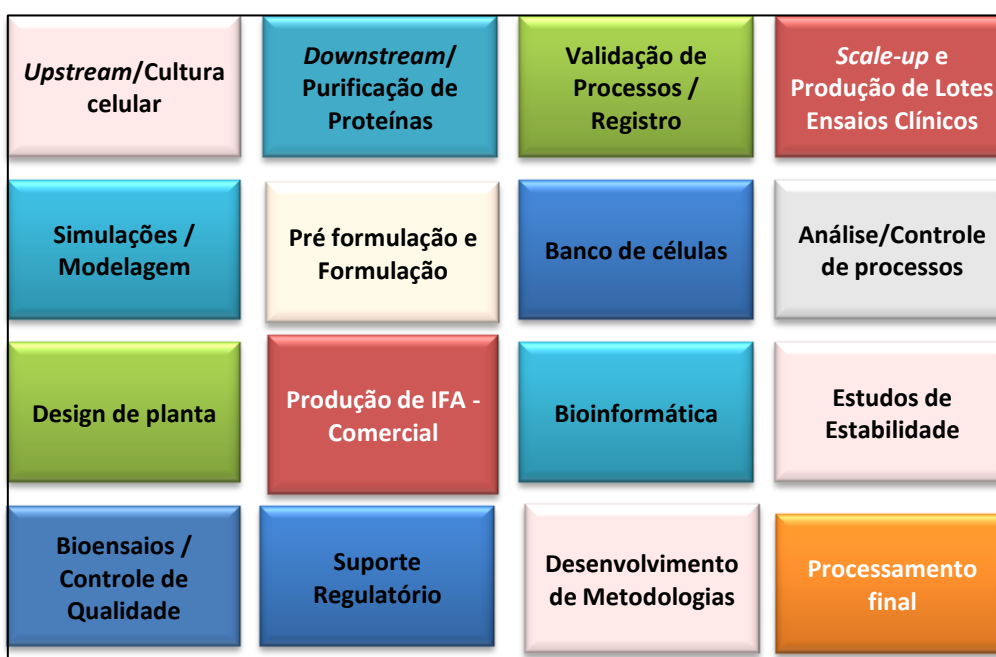 Upstream/Cultura
celular
Downstream/
Purificação de
Proteínas
Validação de
Processos /
Registro
Scale-up e
Produção de Lotes
Ensaios Clínicos
Simulações /
Modelagem
Pré formulação e
Formulação
Banco de células
Análise/Controle
de processos
Design de planta
Produção de IFA -
Comercial
Bioinformática
Estudos de
Estabilidade
Bioensaios /
Controle de
Qualidade
Suporte
Regulatório
Desenvolvimento
de Metodologias
Processamento
final